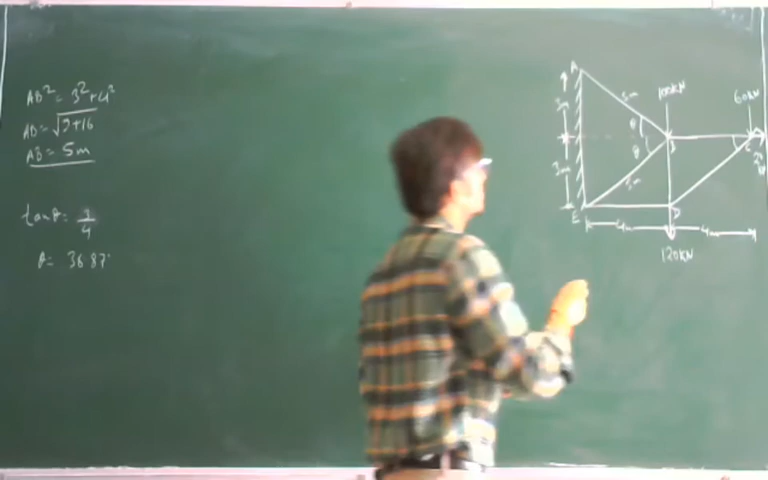 AB² = 3²+4²
AB = √9+16
AB = 5m
tanθ = 3/4
θ = 36.87°
A
3m
3m
5m
θ
θ
5m
100kN
60kN
B
C
E
D
4m
4m
120kN